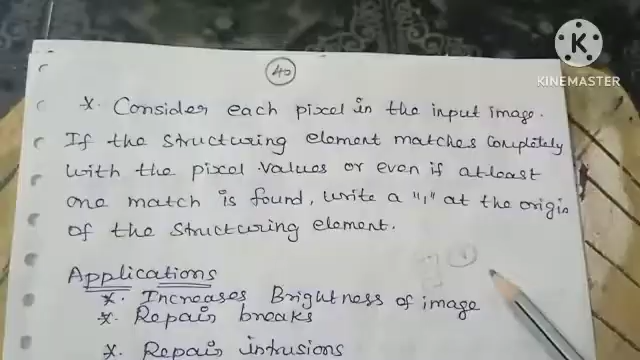 40
KINEMASTER
*. Consider each pixel in the input image.
If the structuring element matches completely
with the pixel values or even if atleast
one match is found, write a "1" at the origin
of the structuring element.
Applications
*. Increases Brightness of image
*. Repair breaks
*. Repair intrusions